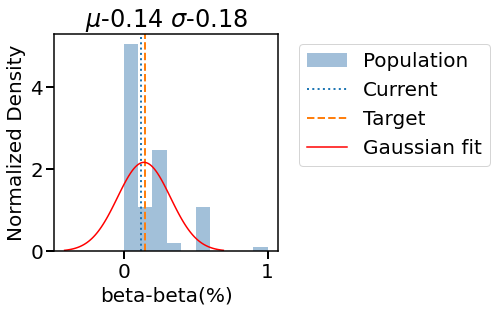 μ-0.14 σ-0.18
Normalized Density
4
2
0
0
1
beta-beta(%)
Population
Current
Target
Gaussian fit